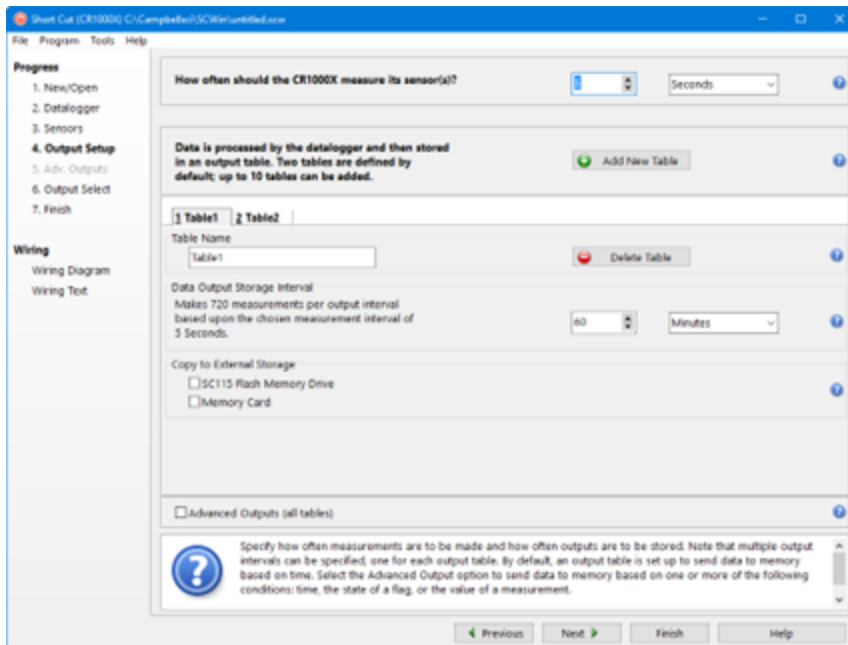 Short Cut (CR1000X) C:\Campbellsci\SCWin\untitled.scw
File Program Tools Help
Progress
1. New/Open
2. Datalogger
3. Sensors
4. Output Setup
5. Adv. Outputs
6. Output Select
7. Finish
Wiring
Wiring Diagram
Wiring Text
How often should the CR1000X measure its sensor(s)?
Seconds
Data is processed by the datalogger and then stored
in an output table. Two tables are defined by
default; up to 10 tables can be added.
Add New Table
1 Table1 2 Table2
Table Name
Table1
Delete Table
Data Output Storage Interval
Makes 720 measurements per output interval
based upon the chosen measurement interval of
5 Seconds.
60 Minutes
Copy to External Storage
SC115 Flash Memory Drive
Memory Card
Advanced Outputs (all tables)
Specify how often measurements are to be made and how often outputs are to be stored. Note that multiple output
intervals can be specified, one for each output table. By default, an output table is set up to send data to memory
based on time. Select the Advanced Output option to send data to memory based on one or more of the following
conditions: time, the state of a flag, or the value of a measurement.
Previous Next Finish Help